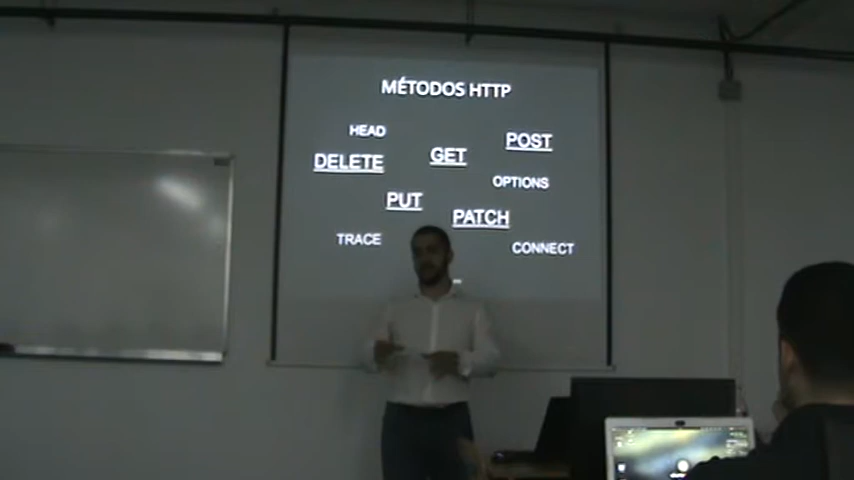 MÉTODOS HTTP
HEAD
POST
DELETE
GET
OPTIONS
PUT
PATCH
TRACE
CONNECT